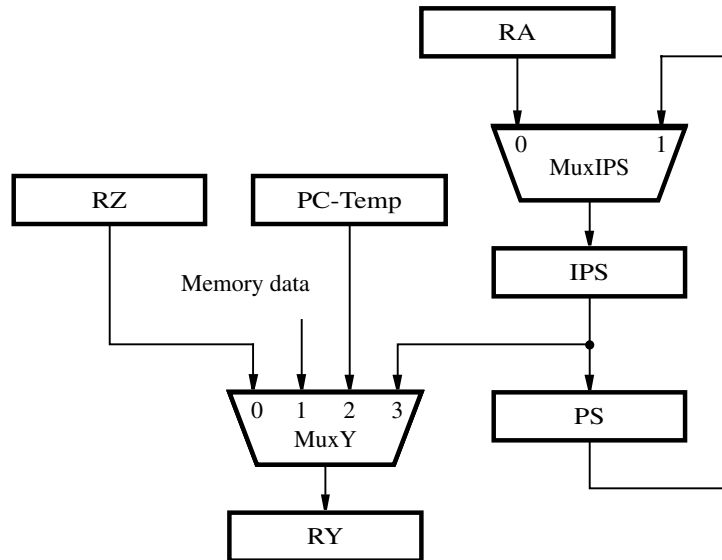 RA
0 1
MuxIPS
RZ
PC-Temp
IPS
Memory data
0 1 2 3
MuxY
PS
RY